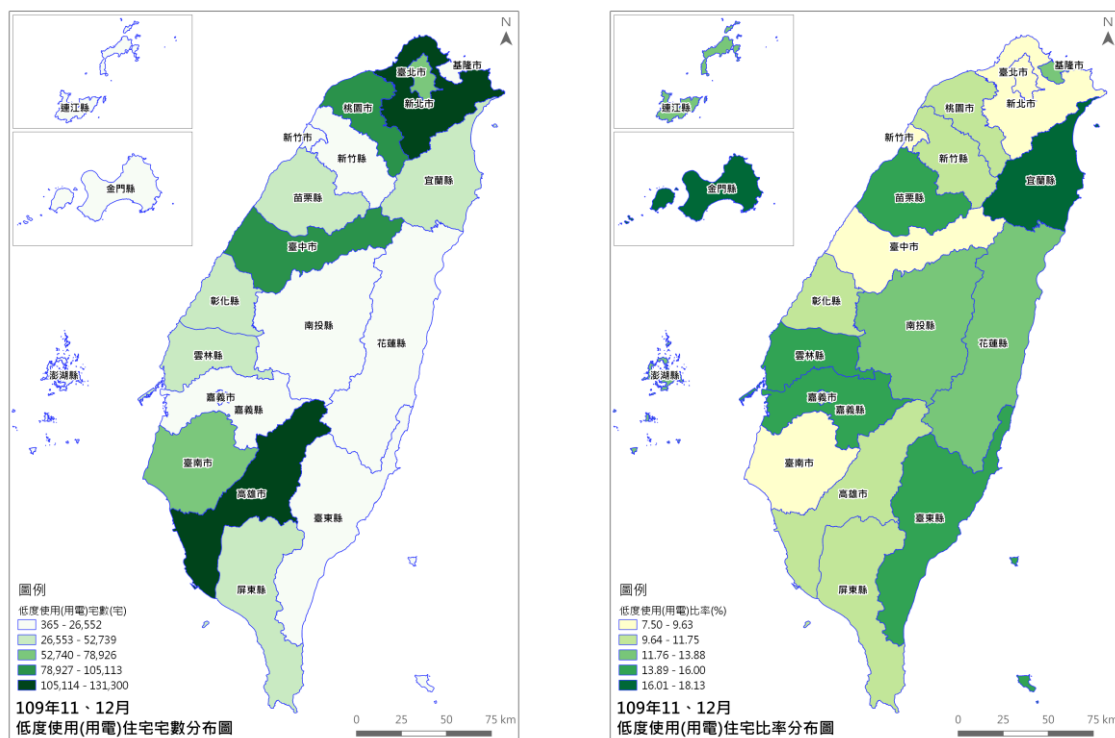 N
連江縣
金門縣
基隆市
臺北市
新北市
桃園市
新竹市
新竹縣
宜蘭縣
苗栗縣
臺中市
彰化縣
南投縣
花蓮縣
雲林縣
澎湖縣
嘉義市
嘉義縣
臺南市
高雄市
臺東縣
屏東縣
圖例
低度使用(用電)宅數(宅)
365 - 26,552
26,553 - 52,739
52,740 - 78,926
78,927 - 105,113
105,114 - 131,300
109年11、12月
低度使用(用電)住宅宅數分布圖
0 25 50 75 km
N
連江縣
金門縣
基隆市
臺北市
新北市
桃園市
新竹市
新竹縣
宜蘭縣
苗栗縣
臺中市
彰化縣
南投縣
花蓮縣
雲林縣
澎湖縣
嘉義市
嘉義縣
臺南市
高雄市
臺東縣
屏東縣
圖例
低度使用(用電)比率(%)
7.50 - 9.63
9.64 - 11.75
11.76 - 13.88
13.89 - 16.00
16.01 - 18.13
109年11、12月
低度使用(用電)住宅比率分布圖
0 25 50 75 km